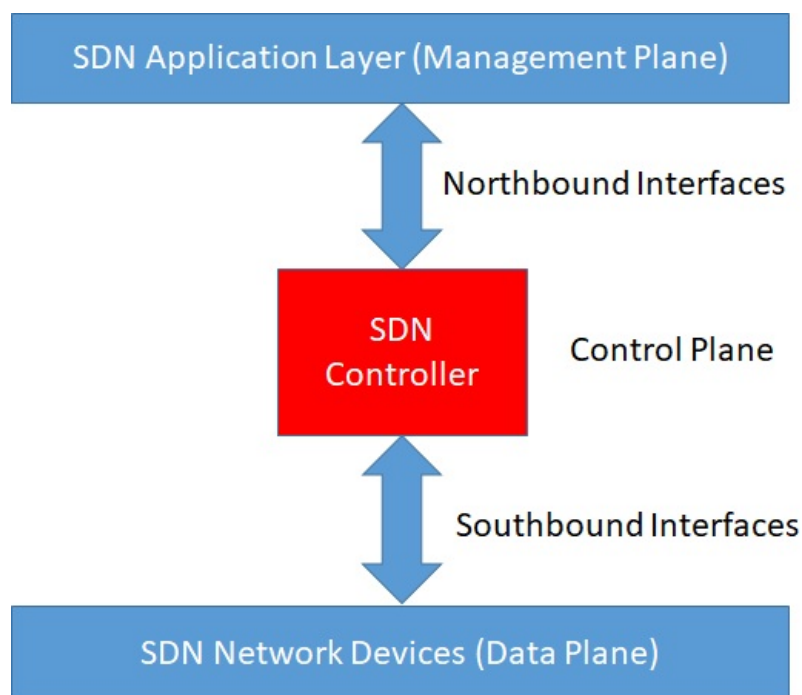 SDN Application Layer (Management Plane)
Northbound Interfaces
SDN
Controller
Control Plane
Southbound Interfaces
SDN Network Devices (Data Plane)